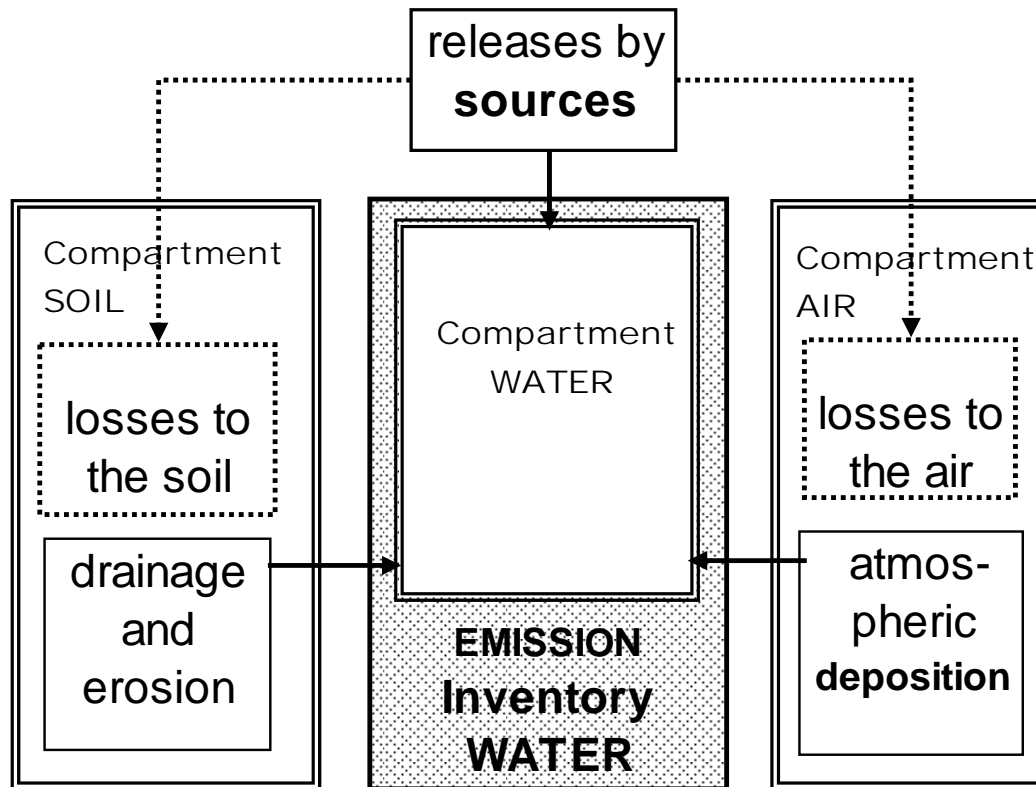 releases by
sources
Compartment
SOIL
losses to
the soil
drainage
and
erosion
Compartment
WATER
EMISSION
Inventory
WATER
Compartment
AIR
losses to
the air
atmos-
pheric
deposition